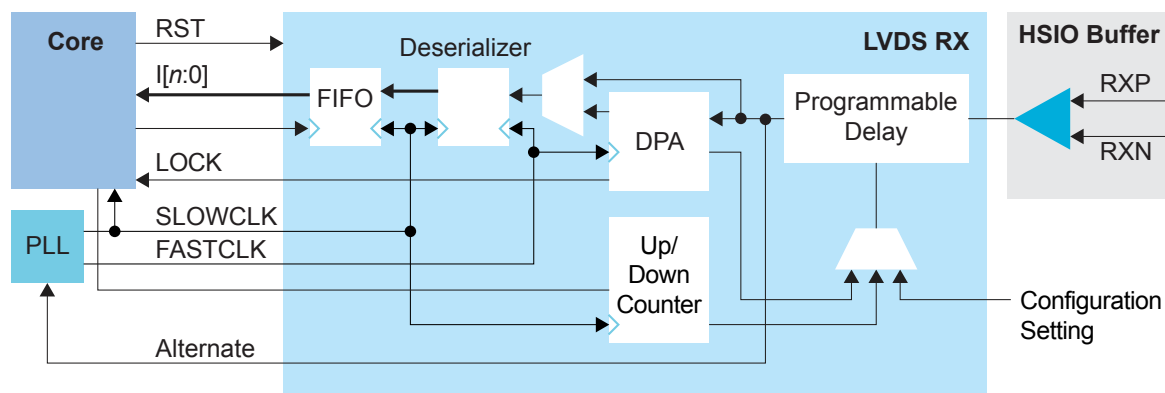 Core
RST
I[n:0]
FIFO
Deserializer
LVDS RX
HSIO Buffer
RXP
RXN
Programmable
Delay
DPA
LOCK
SLOWCLK
FASTCLK
PLL
Up/
Down
Counter
Configuration
Setting
Alternate